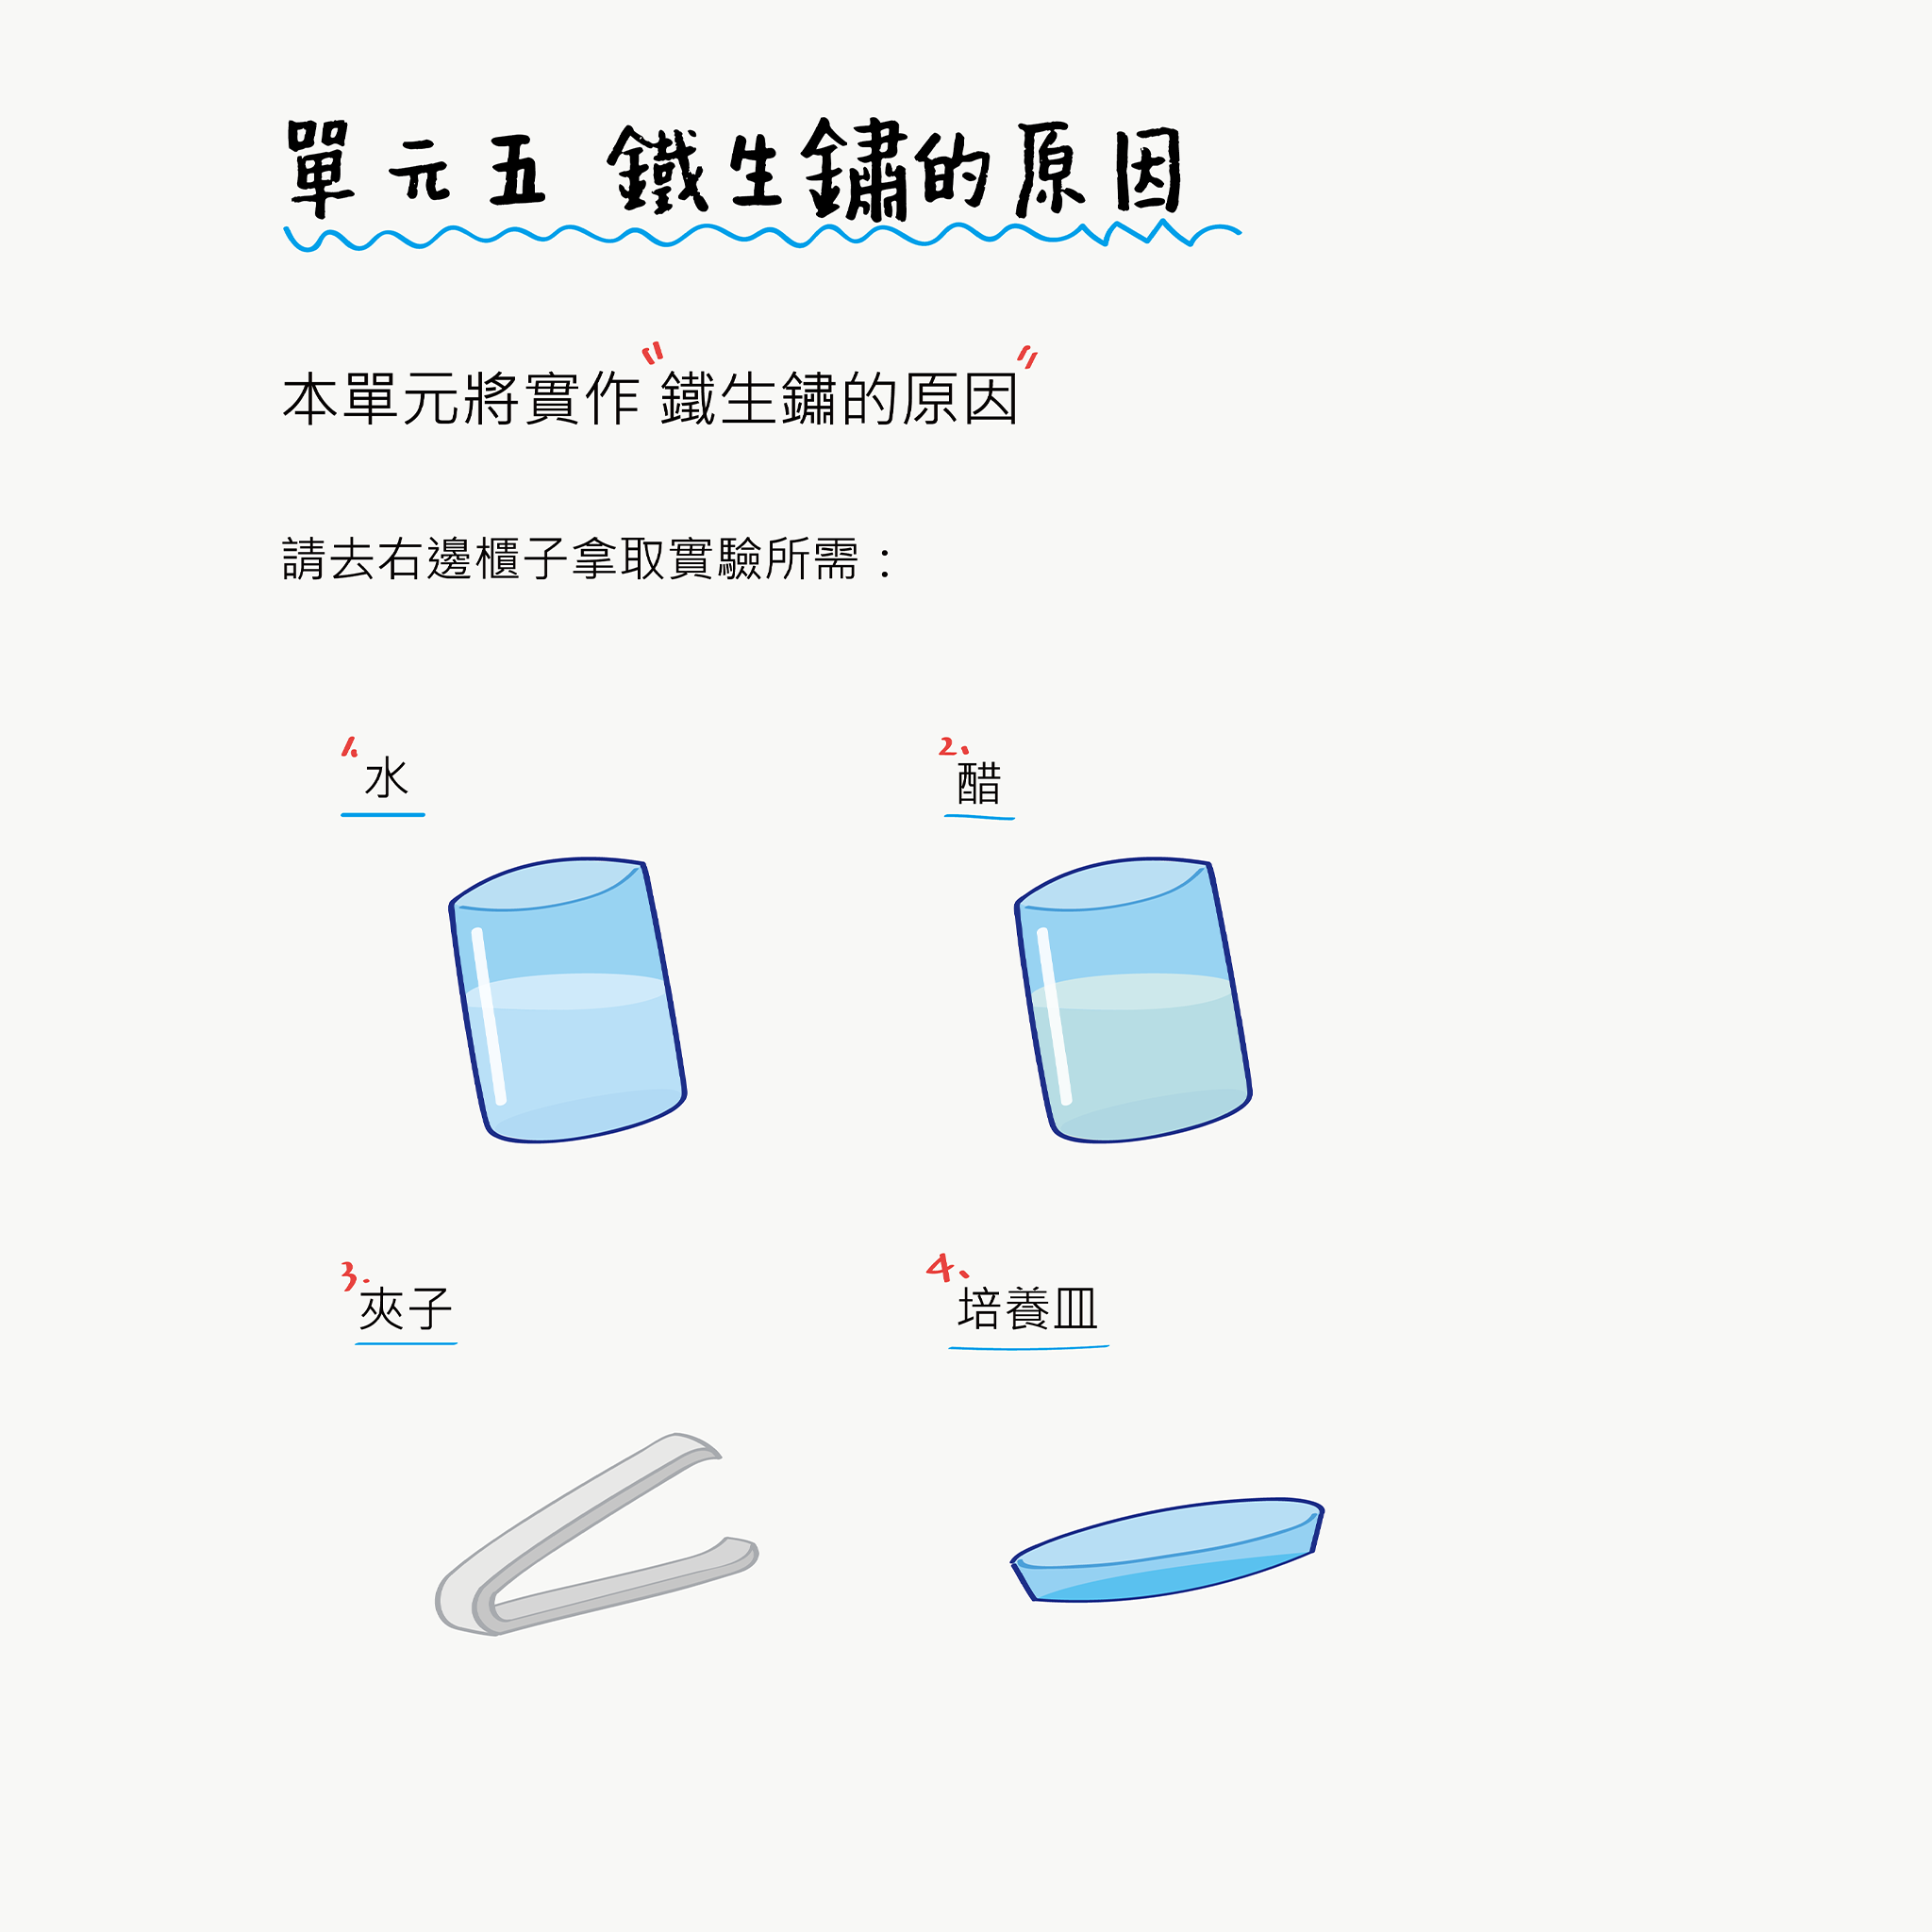 單元五 鐵生鏽的原因
本單元將實作"鐵生鏽的原因"
請去右邊櫃子拿取實驗所需：
1. 水
2. 醋
3. 夾子
4. 培養皿